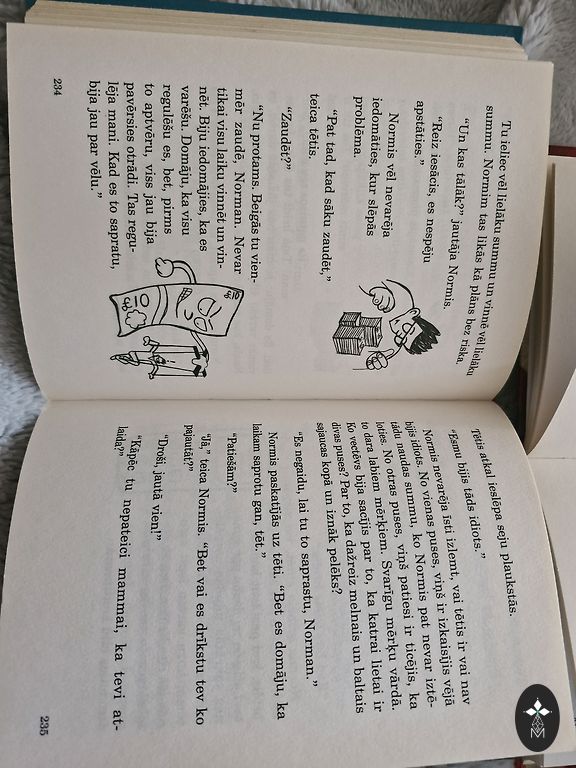 Tu ieliec vēl lielāku summu un vinnē vēl lielāku
summu. Normim tas likās kā plāns bez riska.
“Un kas tālāk?” jautāja Normis.
“Reiz iesācis, es nespēju
apstāties.”
Normis vēl nevarēja
iedomāties, kur slēpās
problēma.
“Pat tad, kad sāku zaudēt,”
teica tētis.
“Zaudēt?”
“Nu protams. Beigās tu vien-
mēr zaudē, Norman. Nevar
tikai visu laiku vinnēt un vin-
nēt. Biju iedomājies, ka es
varēšu. Domāju, ka visu
regulēšu es, bet, pirms
to aptvēru, viss jau bija
pavērsies otrādi. Tas regu-
lēja mani. Kad es to sapratu,
bija jau par vēlu.”
234
Tētis atkal ieslēpa seju plaukstās.
“Esmu bijis tāds idiots.”
Normis nevarēja īsti izlemt, vai tētis ir vai nav
bijis idiots. No vienas puses, viņš ir izkaisījis vējā
tādu naudas summu, ko Normis pat nevar iztē-
loties. No otras puses, viņš patiesi ir ticējis, ka
to dara labiem mērķiem. Svarīgu mērķu vārdā.
Ko vectēvs bija sacījis par to, ka katrai lietai ir
divas puses? Par to, ka dažreiz melnais un baltais
sajaucas kopā un iznāk pelēks?
“Es negaidu, lai tu to saprastu, Norman.”
Normis paskatījās uz tēti. “Bet es domāju, ka
laikam saprotu gan, tēt.”
“Patiešām?”
“Jā,” teica Normis. “Bet vai es drīkstu tev ko
pajautāt?”
“Droši, jautā vien!”
“Kāpēc tu nepateici mammai, ka tevi at-
laida?”
235
10
10
M